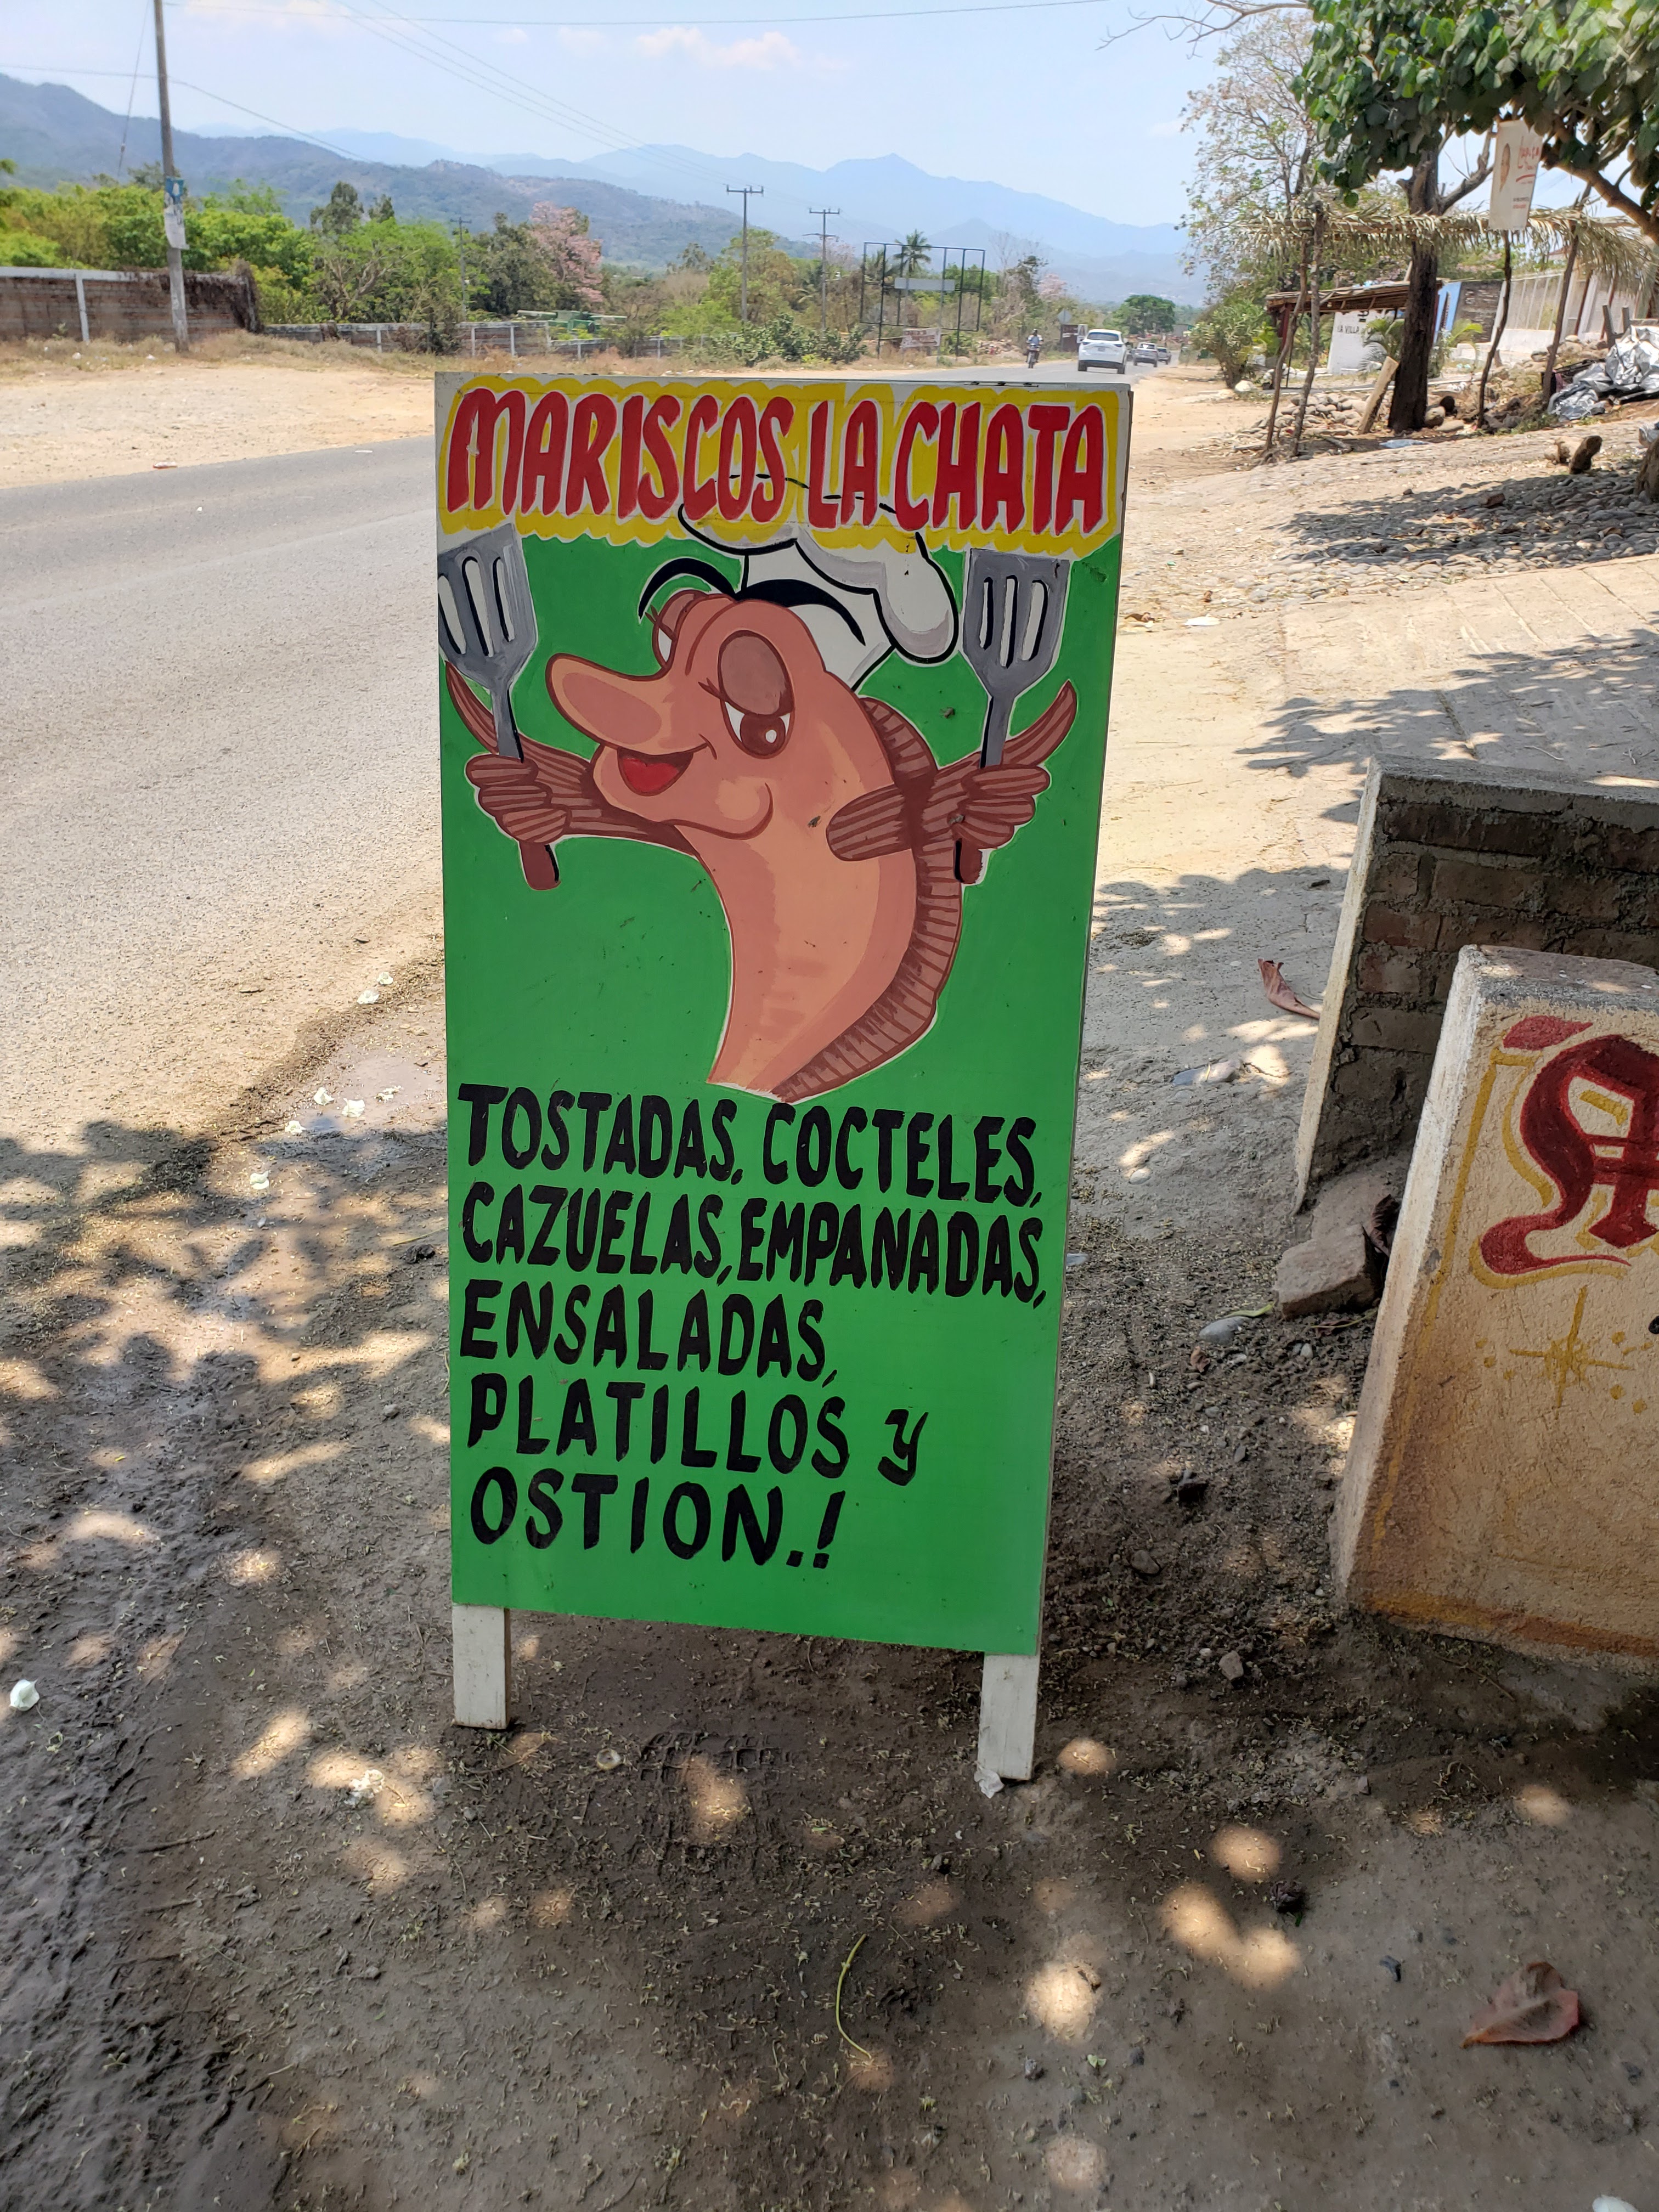 MARISCOS LA CHATA
TOSTADAS, COCTELES,
CAZUELAS, EMPANADAS,
ENSALADAS,
PLATILLOS y
OSTION.!